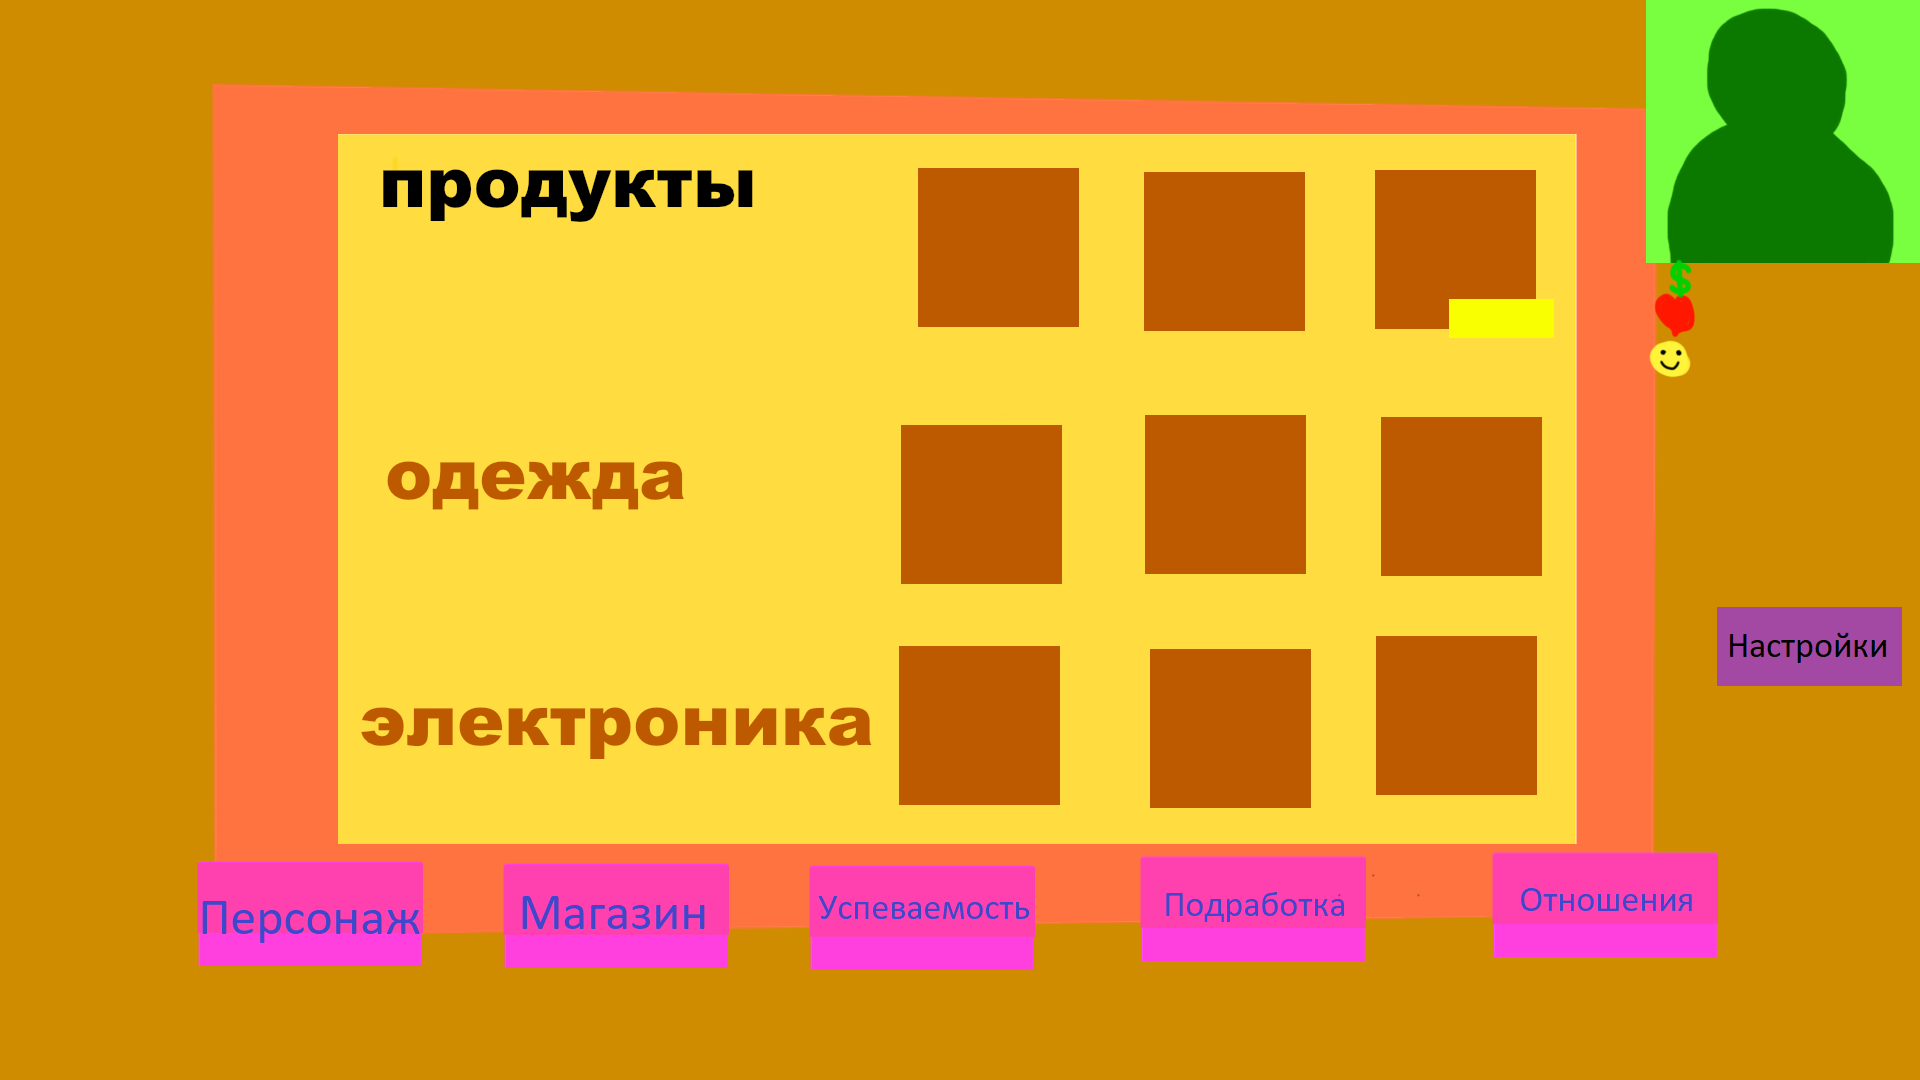 продукты
одежда
электроника
Настройки
Персонаж
Магазин
Успеваемость
Подработка
Отношения